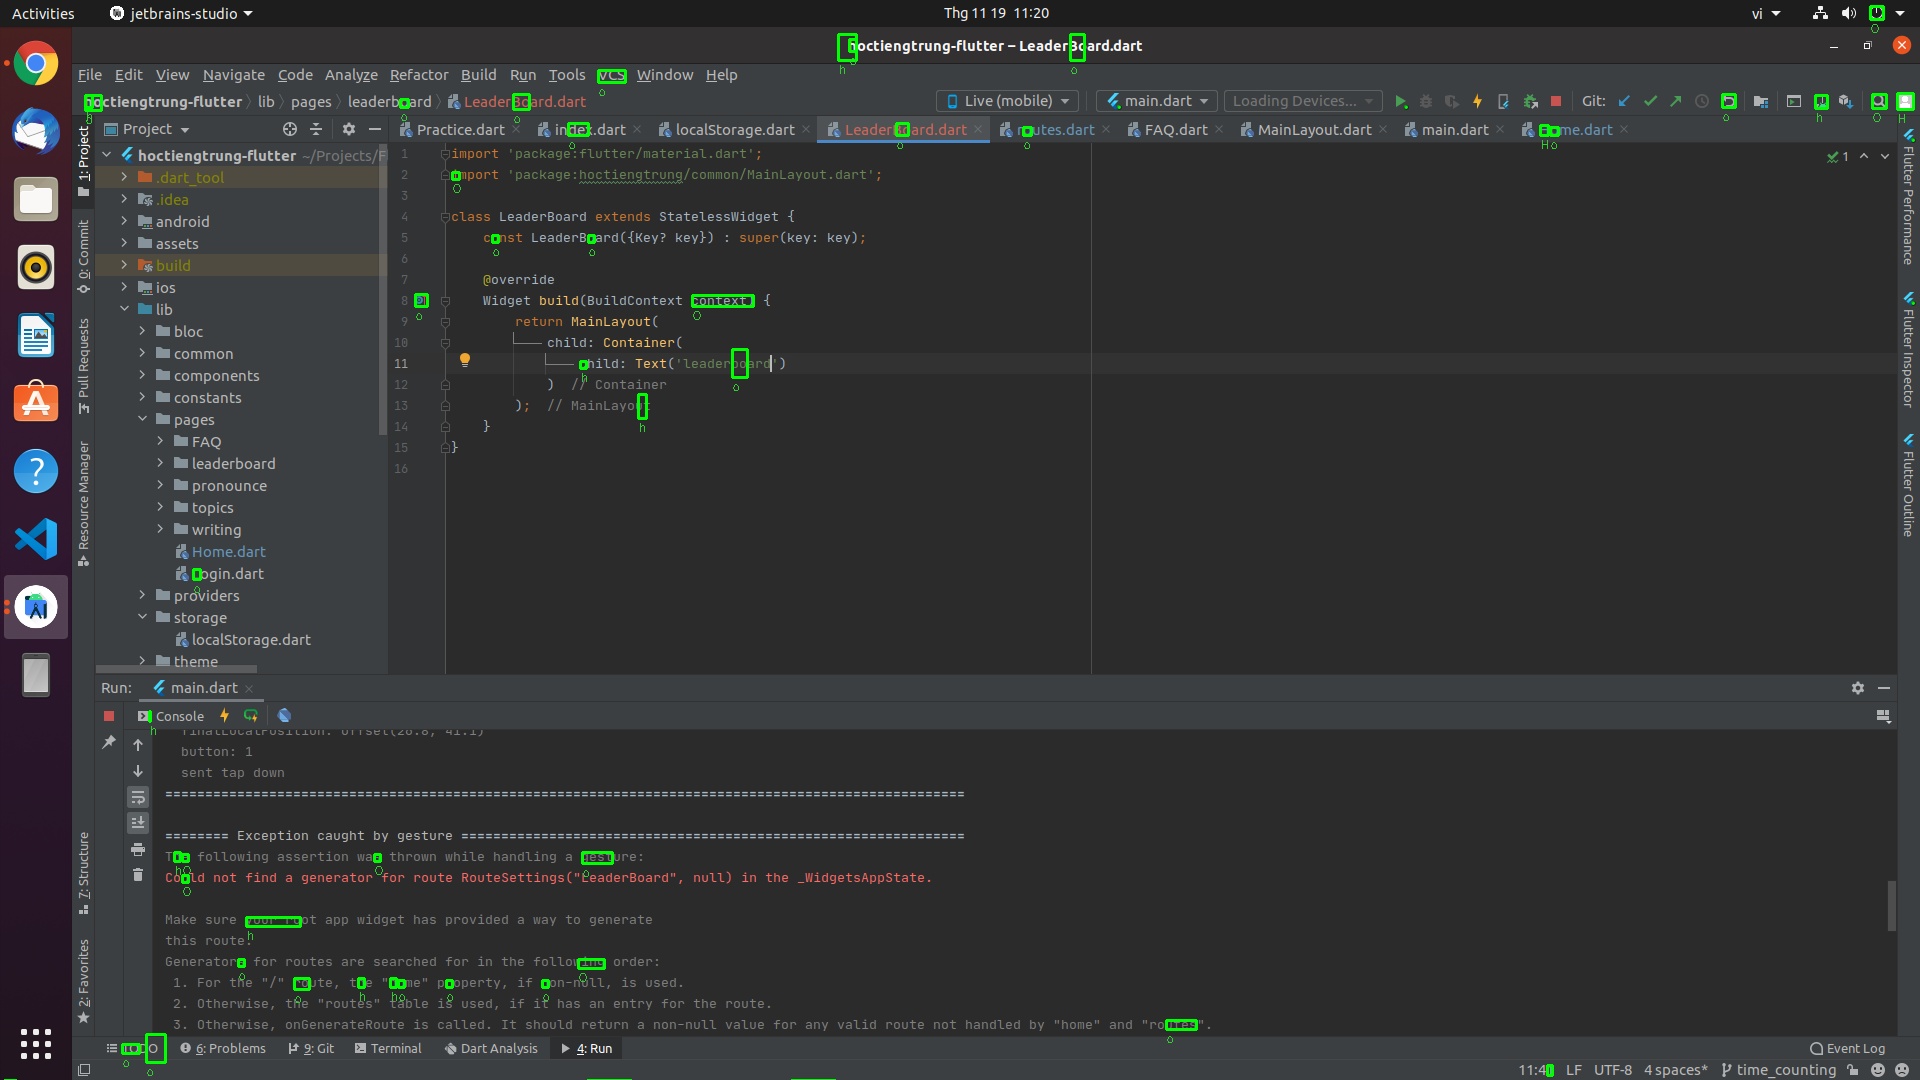 Activities jetbrains-studio Thg 11 19 11:20 vi
hoctiengtrung-flutter – LeaderBoard.dart
File Edit View Navigate Code Analyze Refactor Build Run Tools VCS Window Help
hoctiengtrung-flutter lib pages leaderboard LeaderBoard.dart Live (mobile) main.dart Loading Devices... Git:
Project Practice.dart index.dart localStorage.dart LeaderBoard.dart routes.dart FAQ.dart MainLayout.dart main.dart Home.dart
hoctiengtrung-flutter ~/Projects/F
.dart_tool
.idea
android
assets
build
ios
lib
bloc
common
components
constants
pages
FAQ
leaderboard
pronounce
topics
writing
Home.dart
Login.dart
providers
storage
localStorage.dart
theme
1: Project
0: Commit
Pull Requests
Resource Manager
7: Structure
2: Favorites
1 import 'package:flutter/material.dart';
2 import 'package:hoctiengtrung/common/MainLayout.dart';
3
4 class LeaderBoard extends StatelessWidget {
5 const LeaderBoard({Key? key}) : super(key: key);
6
7 @override
8 Widget build(BuildContext context) {
9 return MainLayout(
10 child: Container(
11 child: Text('leaderboard')
12 ) // Container
13 ); // MainLayout
14 }
15 }
16
1
Flutter Performance
Flutter Inspector
Flutter Outline
Run: main.dart
Console
finalLocalPosition: Offset(26.8, 41.1)
button: 1
sent tap down
====================================================================================================
======== Exception caught by gesture ===============================================================
The following assertion was thrown while handling a gesture:
Could not find a generator for route RouteSettings("LeaderBoard", null) in the _WidgetsAppState.
Make sure your root app widget has provided a way to generate
this route.
Generators for routes are searched for in the following order:
1. For the "/" route, the "home" property, if non-null, is used.
2. Otherwise, the "routes" table is used, if it has an entry for the route.
3. Otherwise, onGenerateRoute is called. It should return a non-null value for any valid route not handled by "home" and "routes".
TODO 6: Problems 9: Git Terminal Dart Analysis 4: Run Event Log
LF UTF-8 4 spaces* time_counting